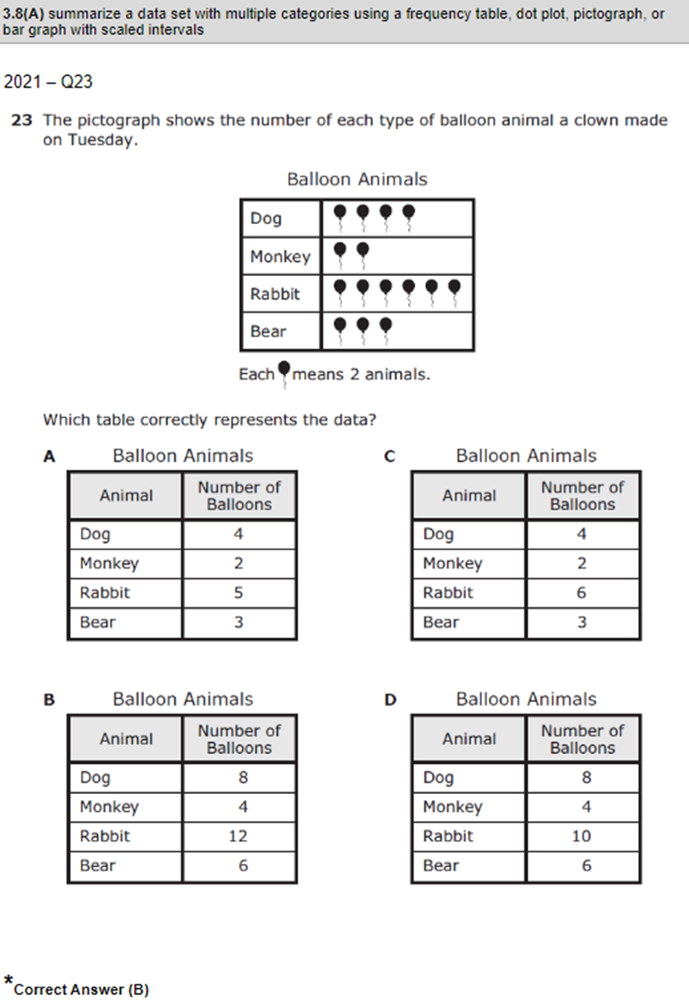 3.8(A) summarize a data set with multiple categories using a frequency table, dot plot, pictograph, or
bar graph with scaled intervals
2021 – Q23
23 The pictograph shows the number of each type of balloon animal a clown made
on Tuesday.
Balloon Animals
Dog
Monkey
Rabbit
Bear
Each means 2 animals.
Which table correctly represents the data?
A Balloon Animals
Animal Number of
Balloons
Dog 4
Monkey 2
Rabbit 5
Bear 3
C Balloon Animals
Animal Number of
Balloons
Dog 4
Monkey 2
Rabbit 6
Bear 3
B Balloon Animals
Animal Number of
Balloons
Dog 8
Monkey 4
Rabbit 12
Bear 6
D Balloon Animals
Animal Number of
Balloons
Dog 8
Monkey 4
Rabbit 10
Bear 6
*Correct Answer (B)